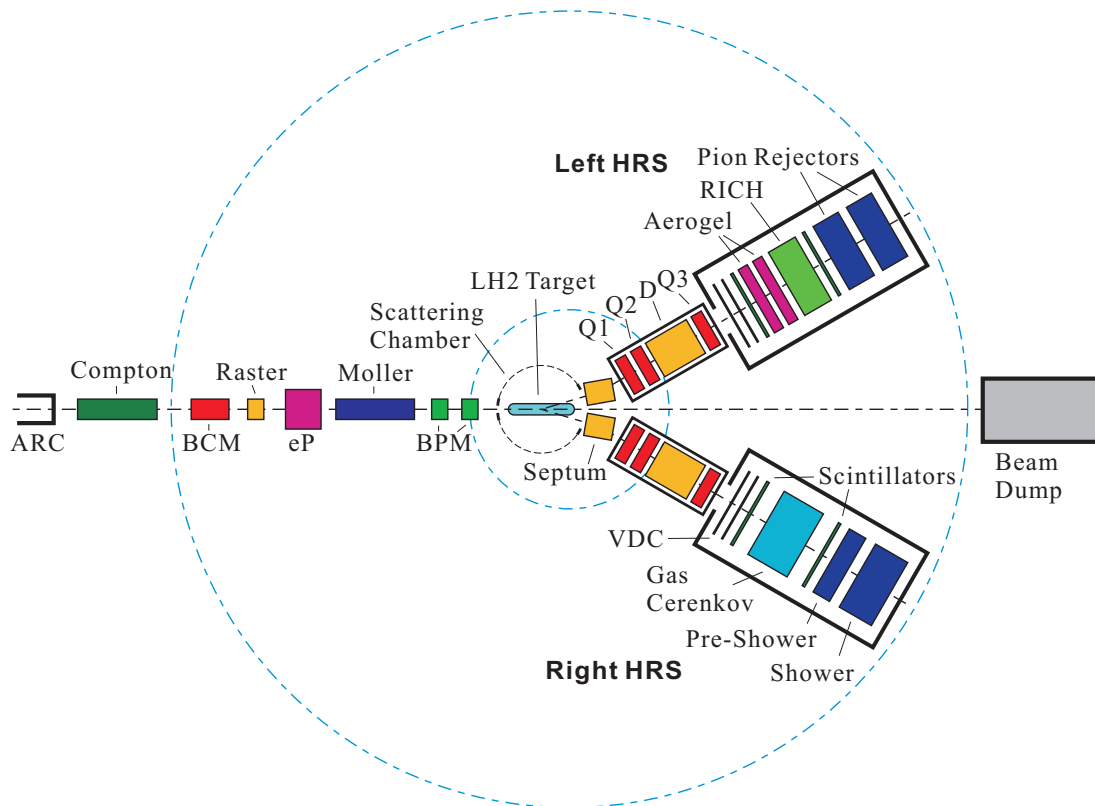 Left HRS
Pion Rejectors
RICH
Aerogel
LH2 Target
Scattering
Chamber
Q1
Q2
D
Q3
Compton
Raster
Moller
ARC
BCM
eP
BPM
Septum
Beam
Dump
Scintillators
VDC
Gas
Cerenkov
Pre-Shower
Shower
Right HRS